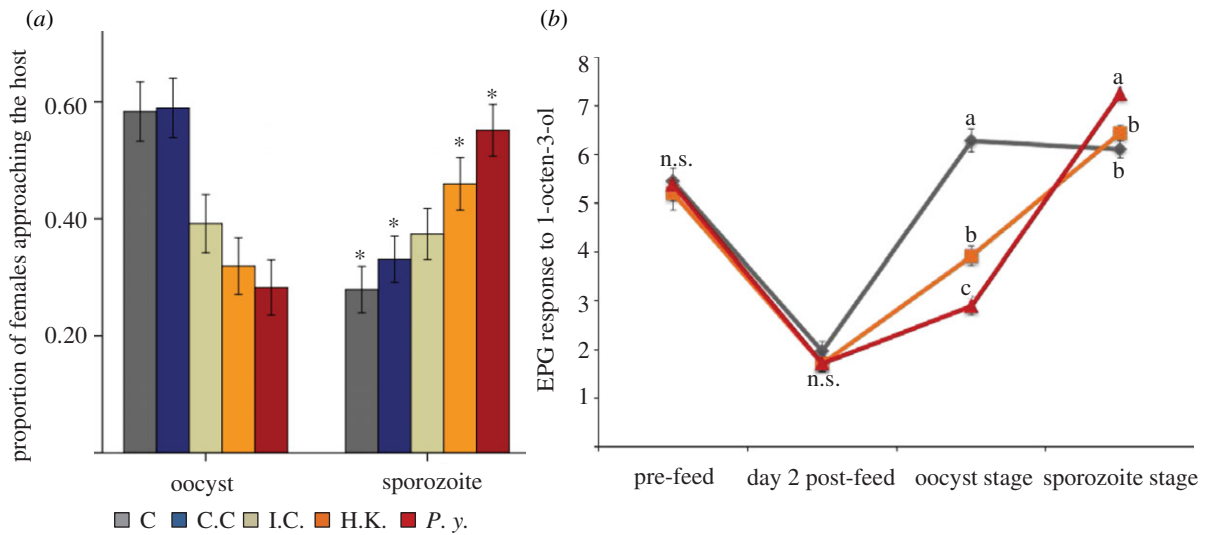 (a)
proportion of females approaching the host
0.60
0.40
0.20
* * * *
oocyst sporozoite
C C.C I.C. H.K. P. y.
(b)
EPG response to 1-octen-3-ol
8
7
6
5
4
3
2
1
n.s.
n.s.
a
b
c
a
b
b
pre-feed day 2 post-feed oocyst stage sporozoite stage